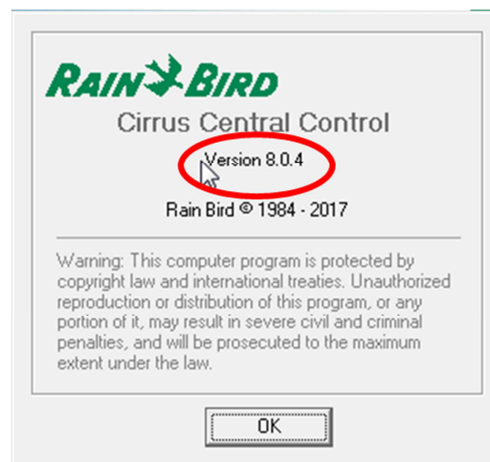 RAIN BIRD
Cirrus Central Control
Version 8.0.4
Rain Bird © 1984 - 2017
Warning: This computer program is protected by
copyright law and international treaties. Unauthorized
reproduction or distribution of this program, or any
portion of it, may result in severe civil and criminal
penalties, and will be prosecuted to the maximum
extent under the law.
OK